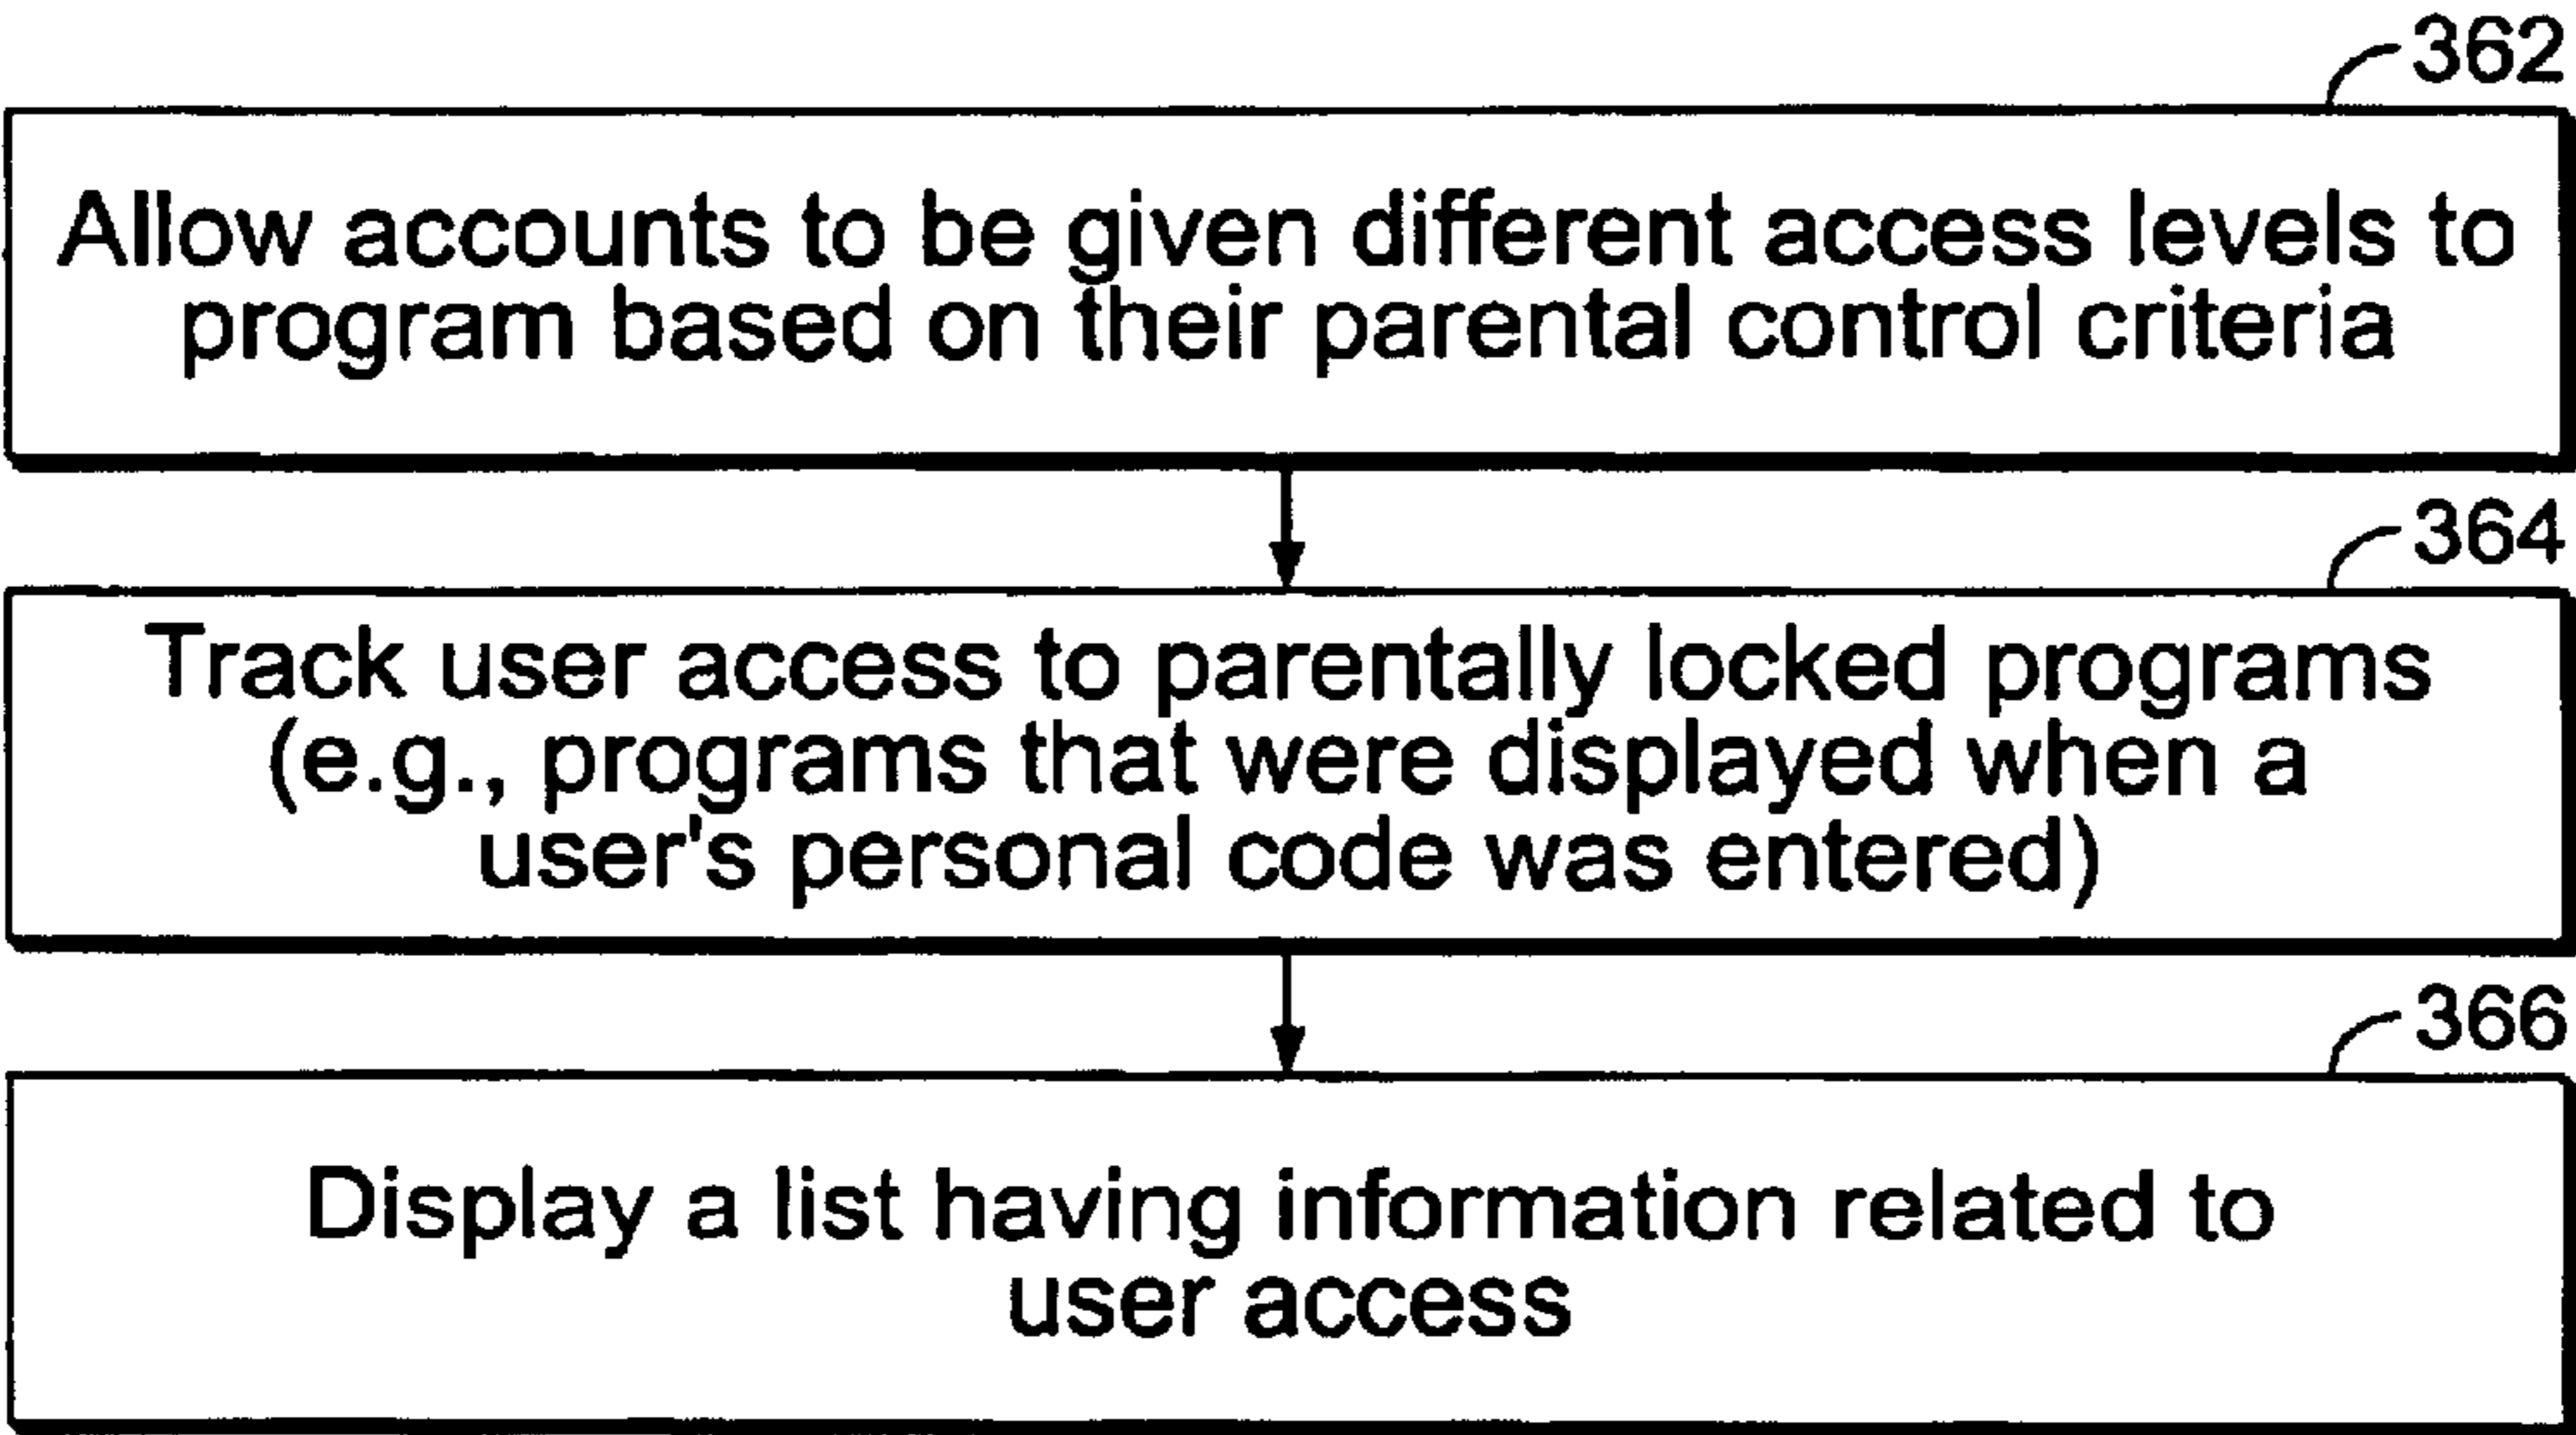 362
Allow accounts to be given different access levels to
program based on their parental control criteria
364
Track user access to parentally locked programs
(e.g., programs that were displayed when a
user's personal code was entered)
366
Display a list having information related to
user access